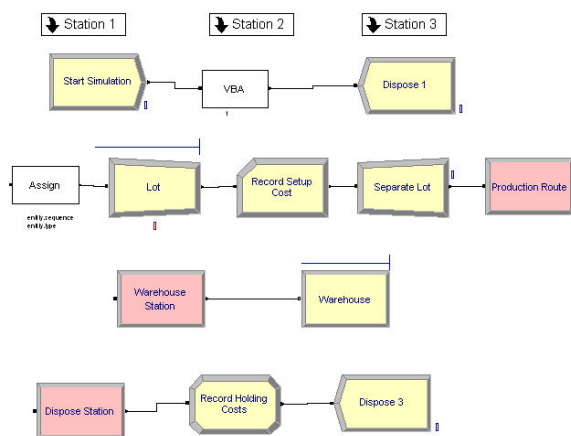 Station 1
Station 2
Station 3
Start Simulation
VBA
1
Dispose 1
Assign
entity.sequence
entity.type
Lot
Record Setup
Cost
Separate Lot
Production Route
Warehouse
Station
Warehouse
Dispose Station
Record Holding
Costs
Dispose 3